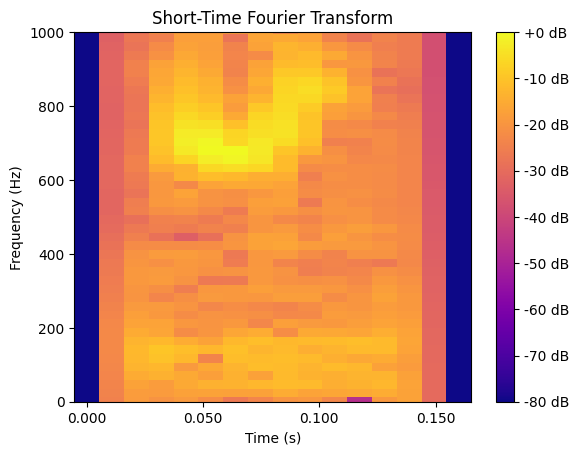 Short-Time Fourier Transform
1000
800
600
400
200
0
Frequency (Hz)
0.000
0.050
0.100
0.150
Time (s)
+0 dB
-10 dB
-20 dB
-30 dB
-40 dB
-50 dB
-60 dB
-70 dB
-80 dB